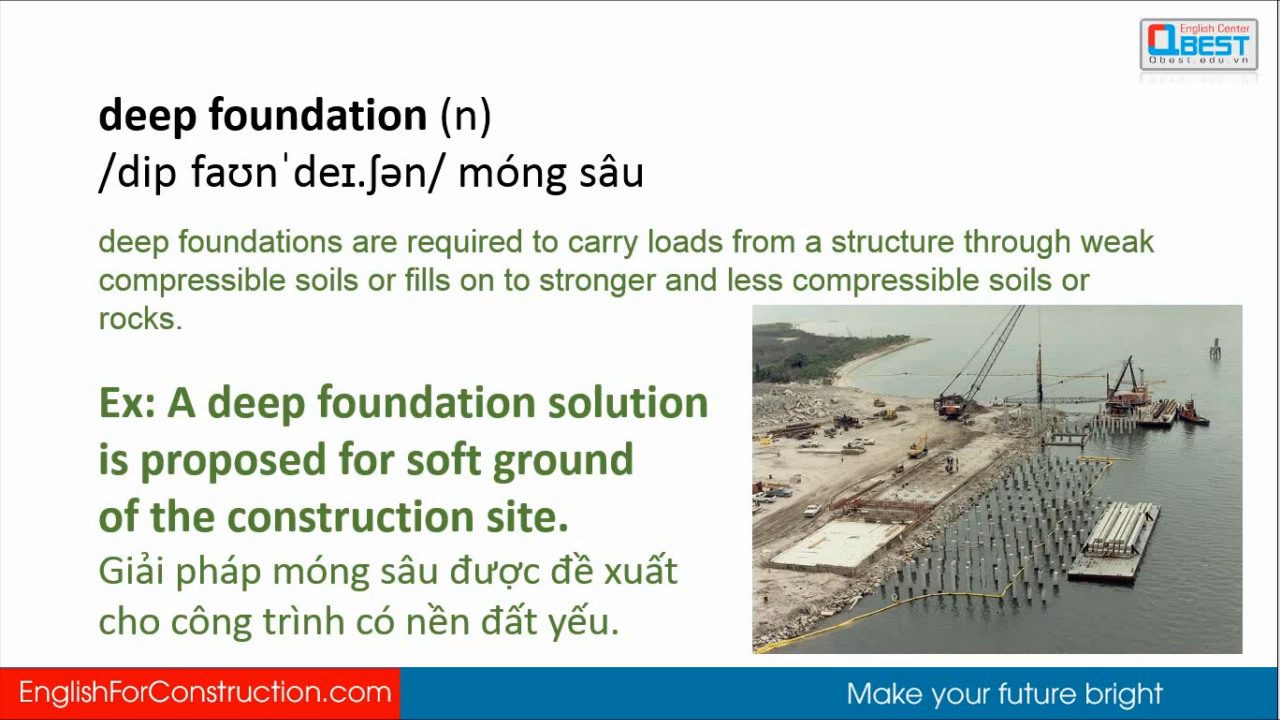 English Center
QBEST
Qbest.edu.vn
deep foundation (n)
/dip faʊnˈdeɪ.ʃən/ móng sâu
deep foundations are required to carry loads from a structure through weak
compressible soils or fills on to stronger and less compressible soils or
rocks.
Ex: A deep foundation solution
is proposed for soft ground
of the construction site.
Giải pháp móng sâu được đề xuất
cho công trình có nền đất yếu.
EnglishForConstruction.com
Make your future bright